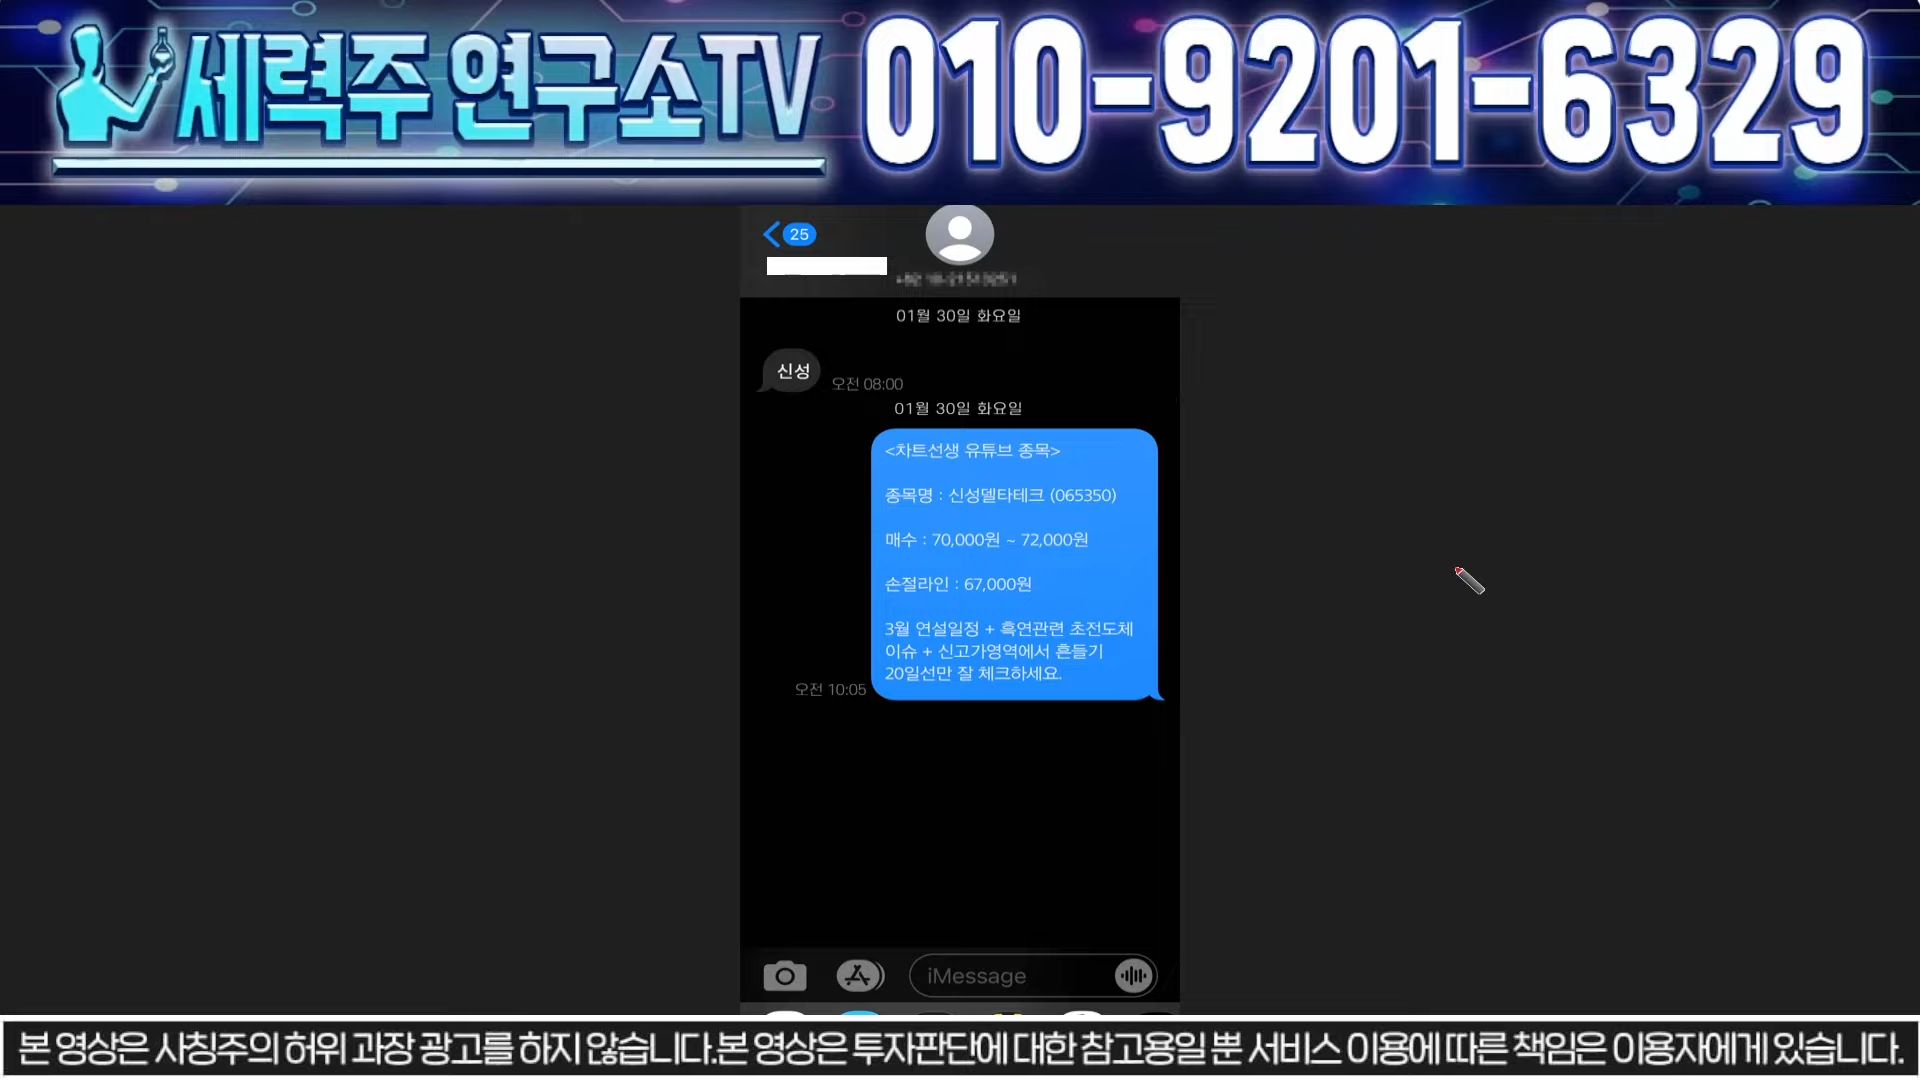 세력주 연구소TV 010-9201-6329
25
01월 30일 화요일
신성
오전 08:00
01월 30일 화요일
<차트선생 유튜브 종목>
종목명 : 신성델타테크 (065350)
매수 : 70,000원 ~ 72,000원
손절라인 : 67,000원
3월 연설일정 + 흑연관련 초전도체
이슈 + 신고가영역에서 흔들기
20일선만 잘 체크하세요.
오전 10:05
iMessage
본 영상은 사칭주의 허위 과장 광고를 하지 않습니다.본 영상은 투자판단에 대한 참고용일 뿐 서비스 이용에 따른 책임은 이용자에게 있습니다.